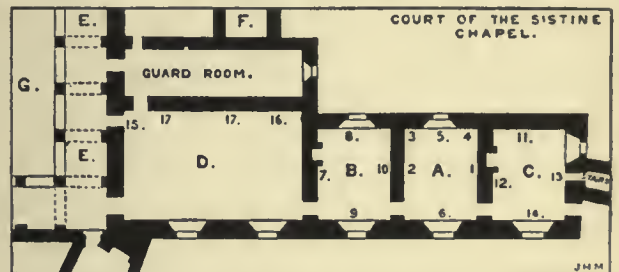 E.
F.
COURT OF THE SISTINE
CHAPEL.
GUARD ROOM.
G.
15. 17 17. 16.
8. 3 5. 4 11.
E.
D.
7. B. 10 2 A. 1 12. C. 13 STAIRS
9 6. 14.
JHM